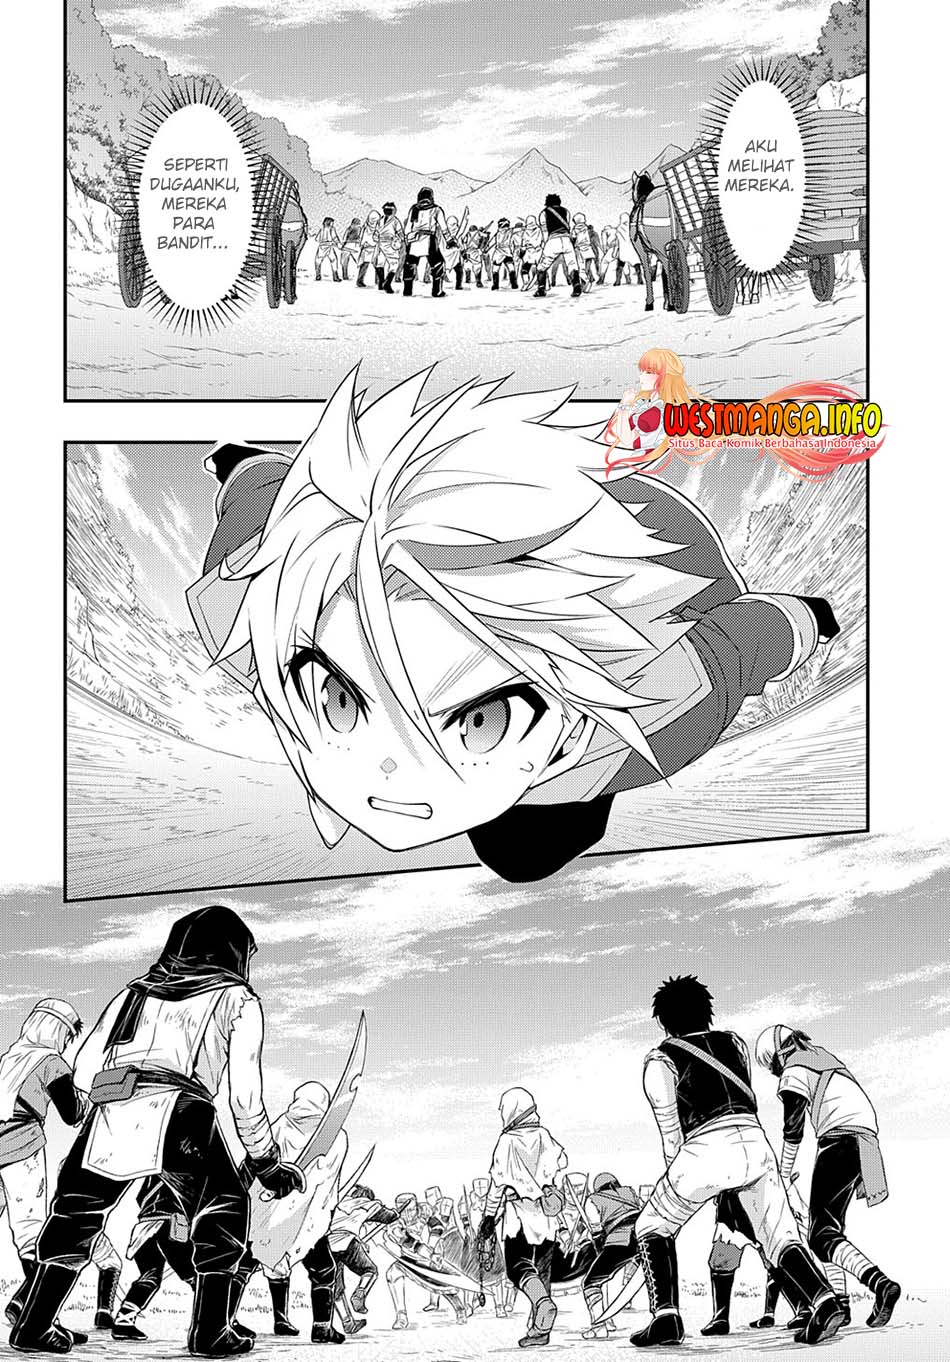 AKU
MELIHAT
MEREKA.
SEPERTI
DUGAANKU,
MEREKA
PARA
BANDIT...
WESTMANGA.INFO
Situs Baca Komik Berbahasa Indonesia